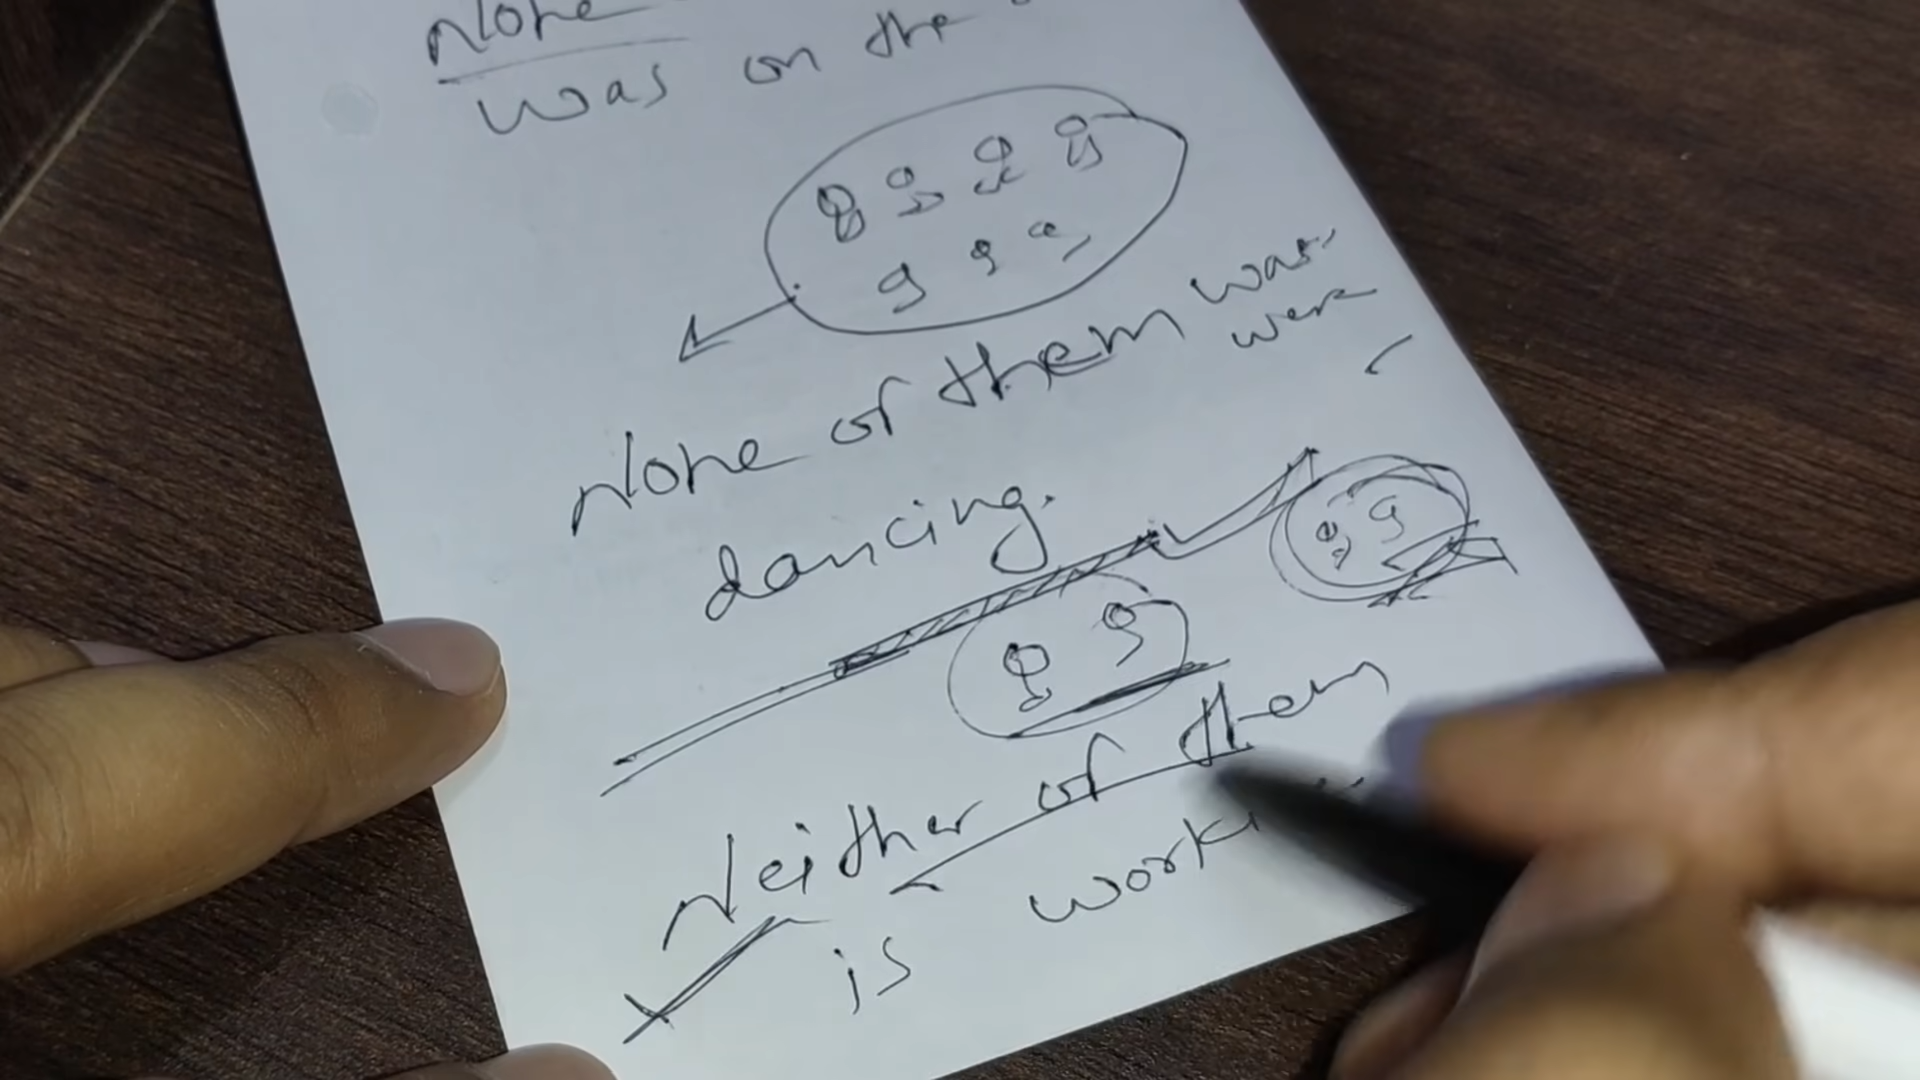 None
was on the
None of them was
were
dancing.
Neither of them
is work